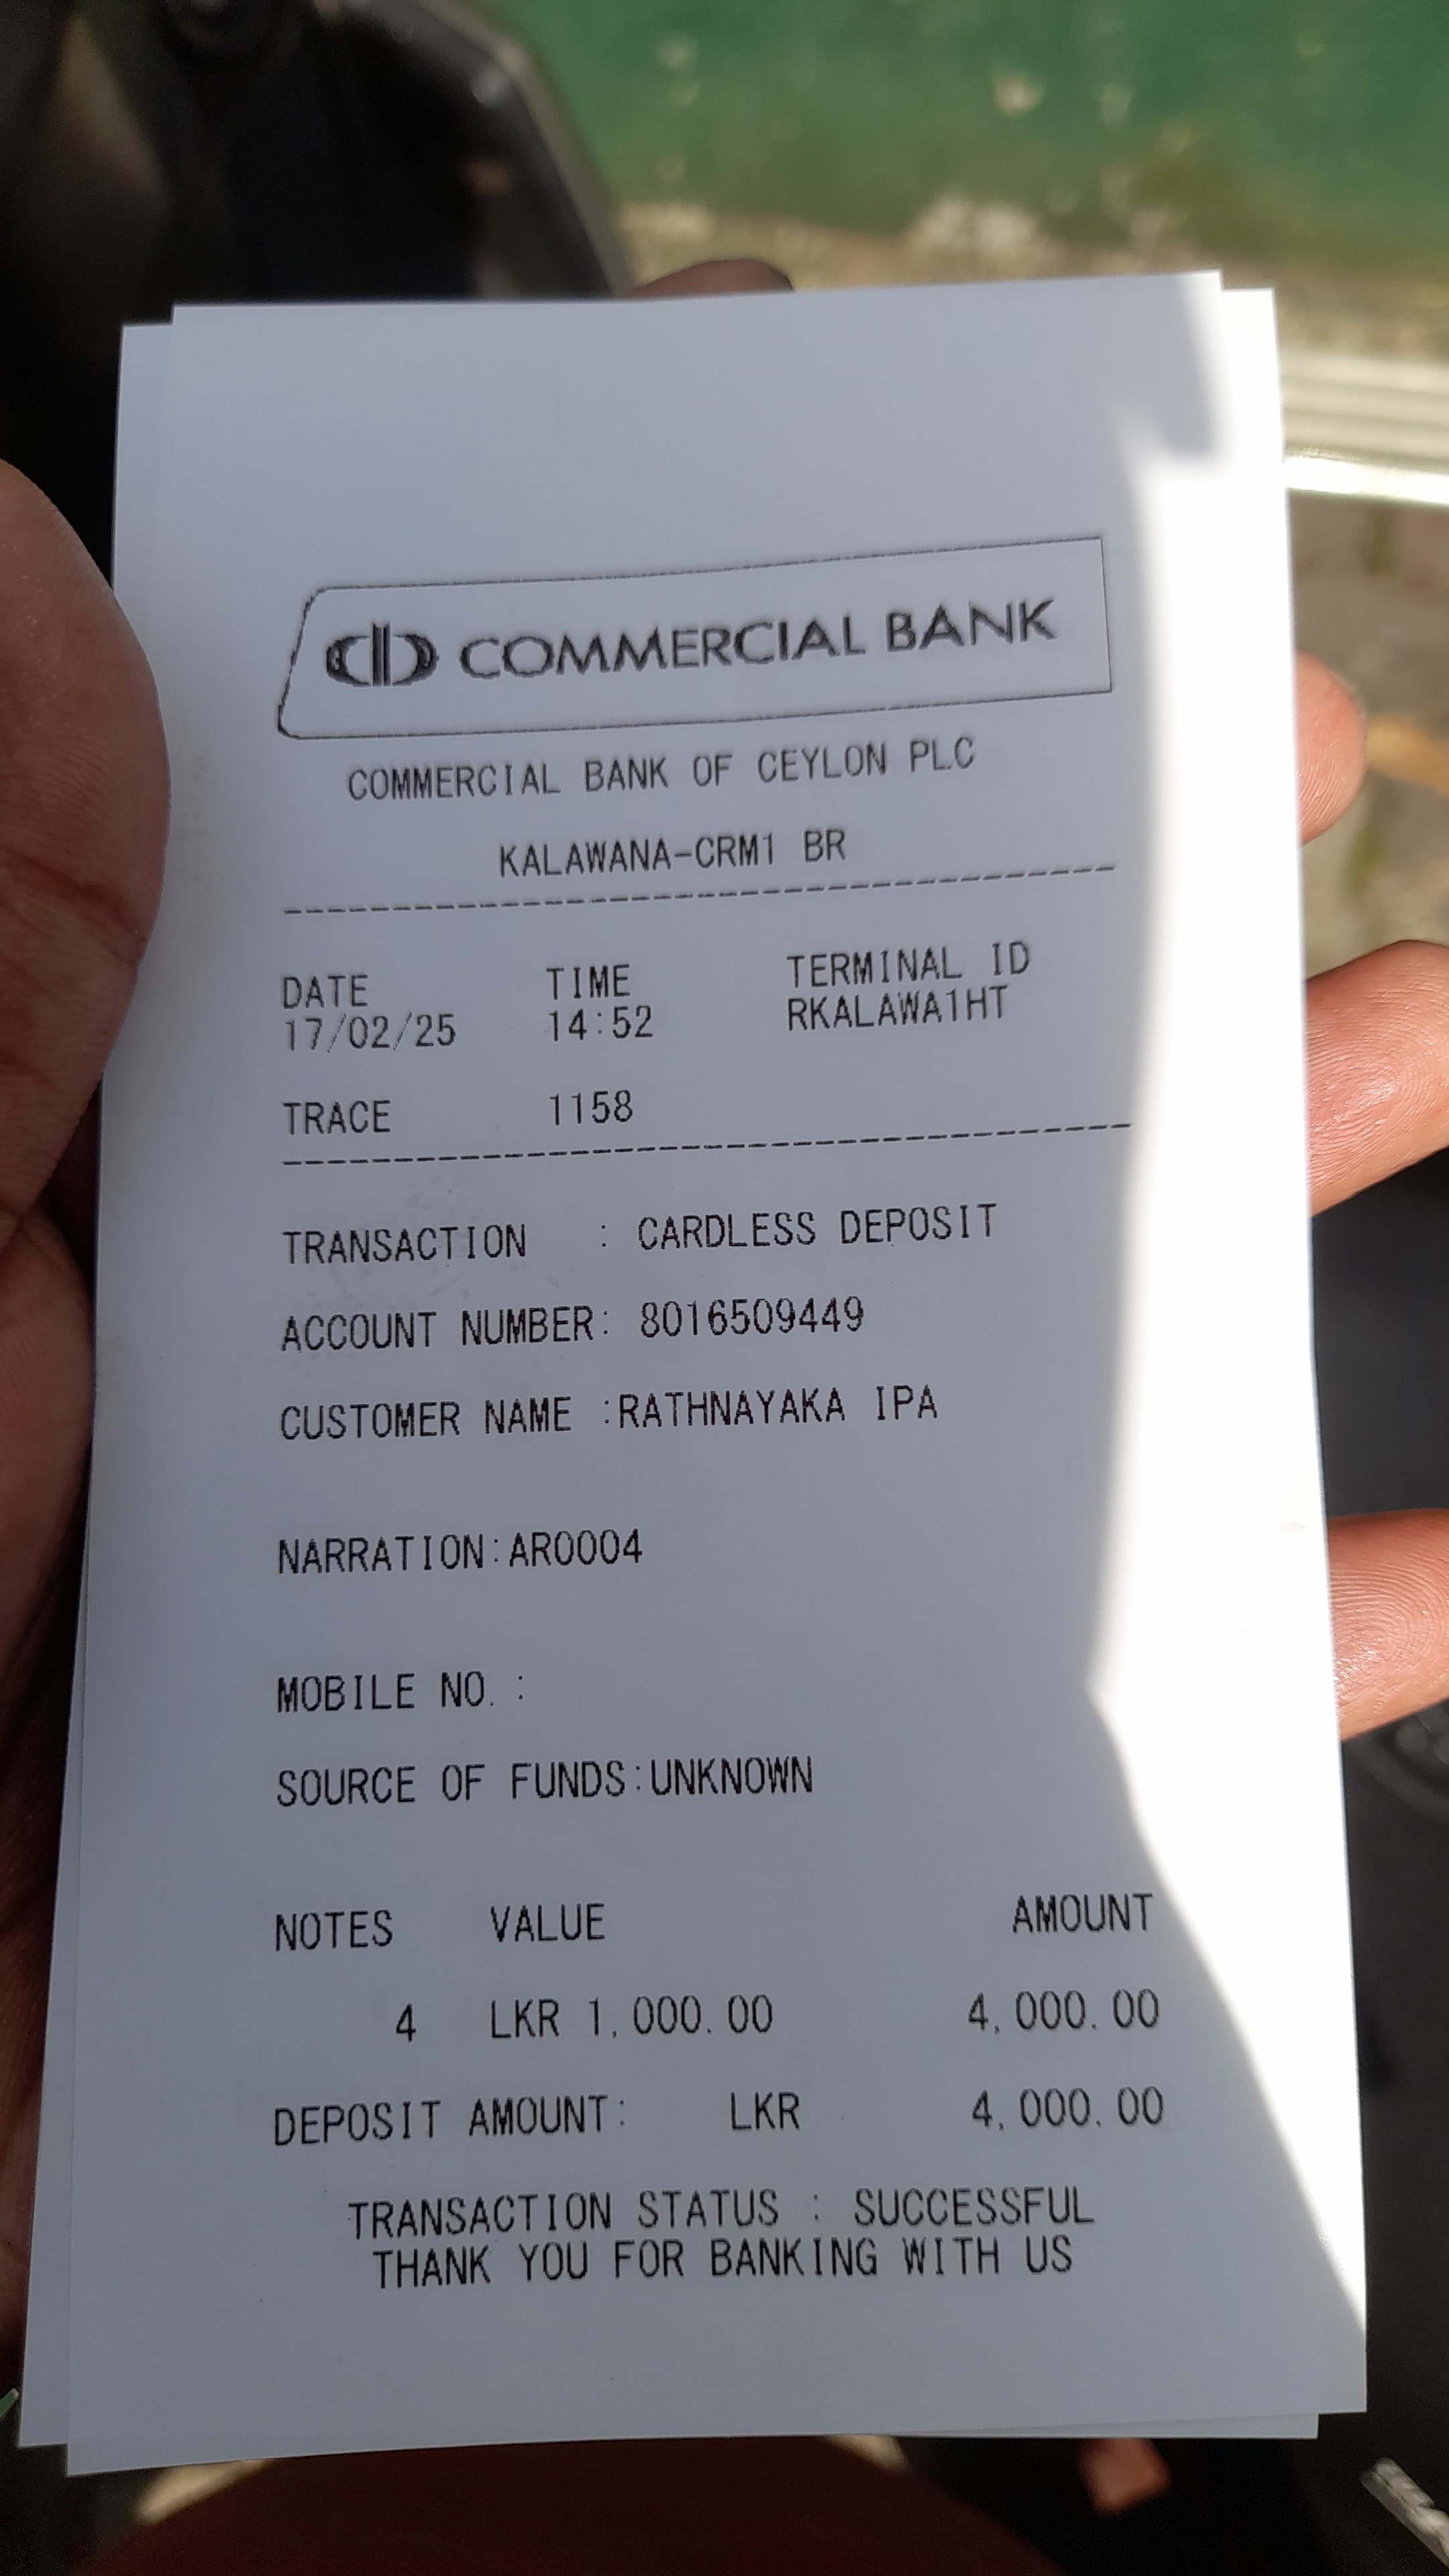 COMMERCIAL BANK
COMMERCIAL BANK OF CEYLON PLC
KALAWANA-CRM1 BR
DATE TIME TERMINAL ID
17/02/25 14:52 RKALAWA1HT
TRACE 1158
TRANSACTION : CARDLESS DEPOSIT
ACCOUNT NUMBER: 8016509449
CUSTOMER NAME :RATHNAYAKA IPA
NARRATION:AR0004
MOBILE NO. :
SOURCE OF FUNDS:UNKNOWN
NOTES VALUE AMOUNT
4 LKR 1,000.00 4,000.00
DEPOSIT AMOUNT: LKR 4,000.00
TRANSACTION STATUS : SUCCESSFUL
THANK YOU FOR BANKING WITH US